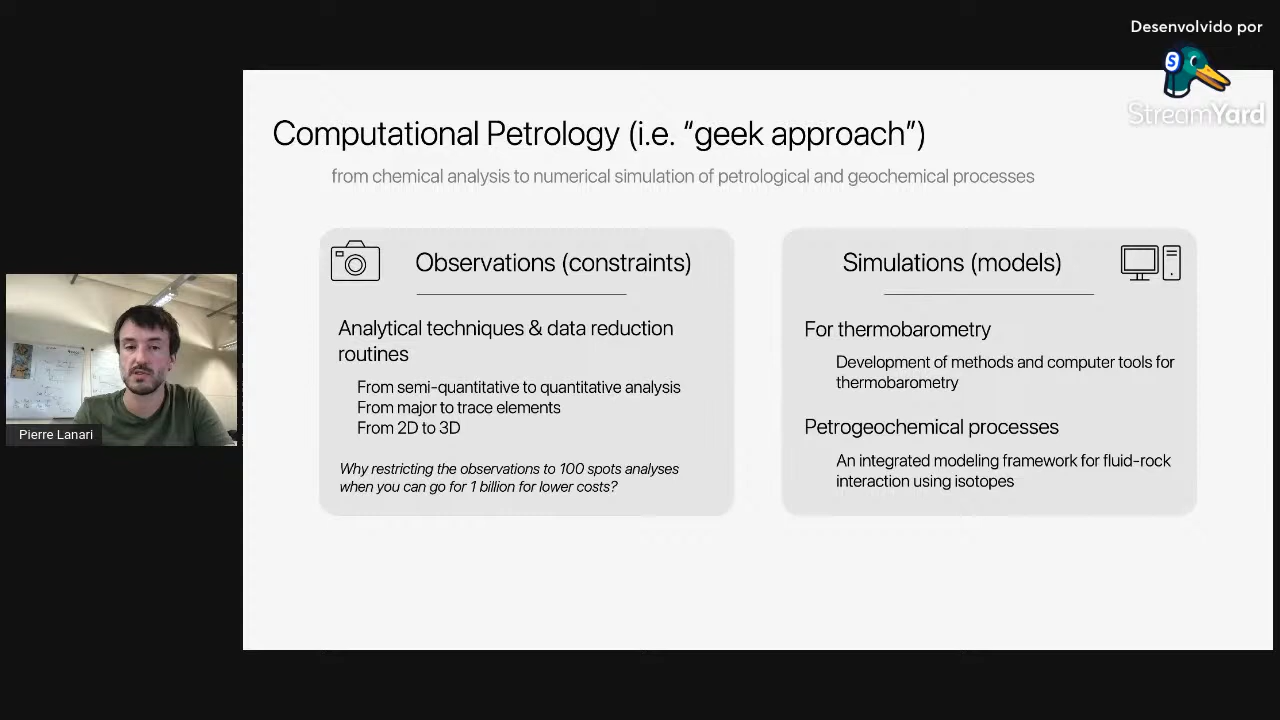 Desenvolvido por
StreamYard
Computational Petrology (i.e. “geek approach”)
from chemical analysis to numerical simulation of petrological and geochemical processes
Observations (constraints)
Analytical techniques & data reduction
routines
From semi-quantitative to quantitative analysis
From major to trace elements
From 2D to 3D
Why restricting the observations to 100 spots analyses
when you can go for 1 billion for lower costs?
Simulations (models)
For thermobarometry
Development of methods and computer tools for
thermobarometry
Petrogeochemical processes
An integrated modeling framework for fluid-rock
interaction using isotopes
Pierre Lanari